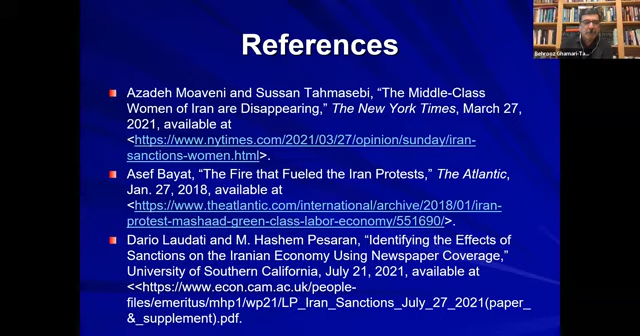 References
Behrooz Ghamari-Ta...
Azadeh Moaveni and Sussan Tahmasebi, “The Middle-Class
Women of Iran are Disappearing,” The New York Times, March 27,
2021, available at
<https://www.nytimes.com/2021/03/27/opinion/sunday/iran-
sanctions-women.html>.
Asef Bayat, “The Fire that Fueled the Iran Protests,” The Atlantic,
Jan. 27, 2018, available at
<https://www.theatlantic.com/international/archive/2018/01/iran-
protest-mashaad-green-class-labor-economy/551690/>.
Dario Laudati and M. Hashem Pesaran, “Identifying the Effects of
Sanctions on the Iranian Economy Using Newspaper Coverage,”
University of Southern California, July 21, 2021, available at
<<https://www.econ.cam.ac.uk/people-
files/emeritus/mhp1/wp21/LP_Iran_Sanctions_July_27_2021(paper_
&_supplement).pdf.